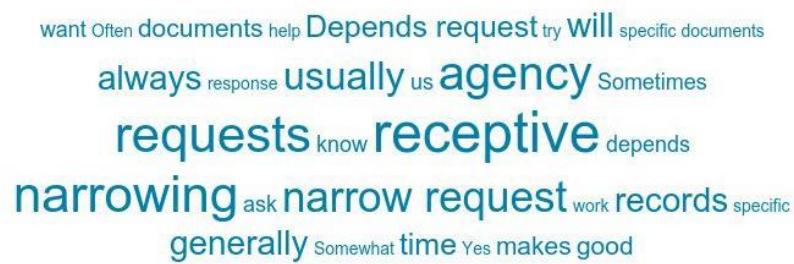 want Often documents help Depends request try will specific documents
always response usually us agency Sometimes
requests know receptive depends
narrowing ask narrow request work records specific
generally Somewhat time Yes makes good